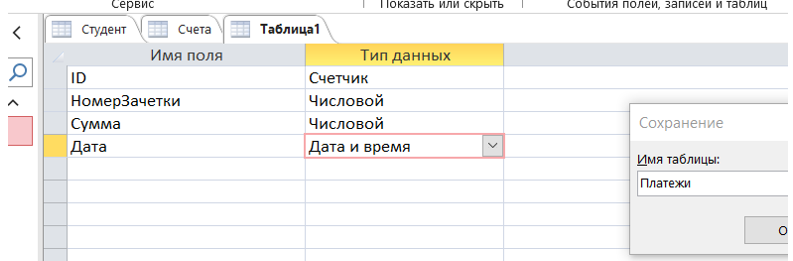 Сервис Показать или скрыть События полей, записей и таблиц
Студент Счета Таблица1
Имя поля Тип данных
ID Счетчик
НомерЗачетки Числовой
Сумма Числовой
Дата Дата и время
Сохранение
Имя таблицы:
Платежи